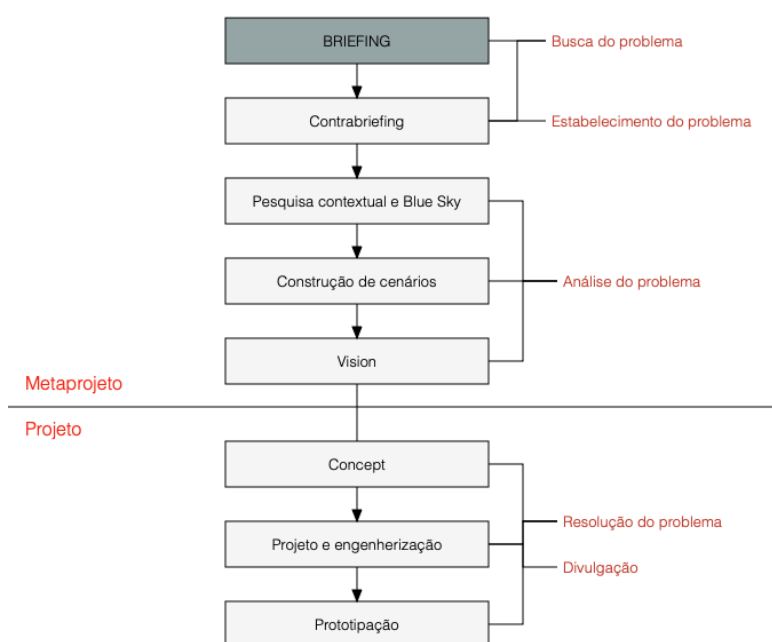 BRIEFING
Busca do problema
Contrabriefing
Estabelecimento do problema
Pesquisa contextual e Blue Sky
Construção de cenários
Análise do problema
Vision
Metaprojeto
Projeto
Concept
Resolução do problema
Projeto e engenherização
Divulgação
Prototipação